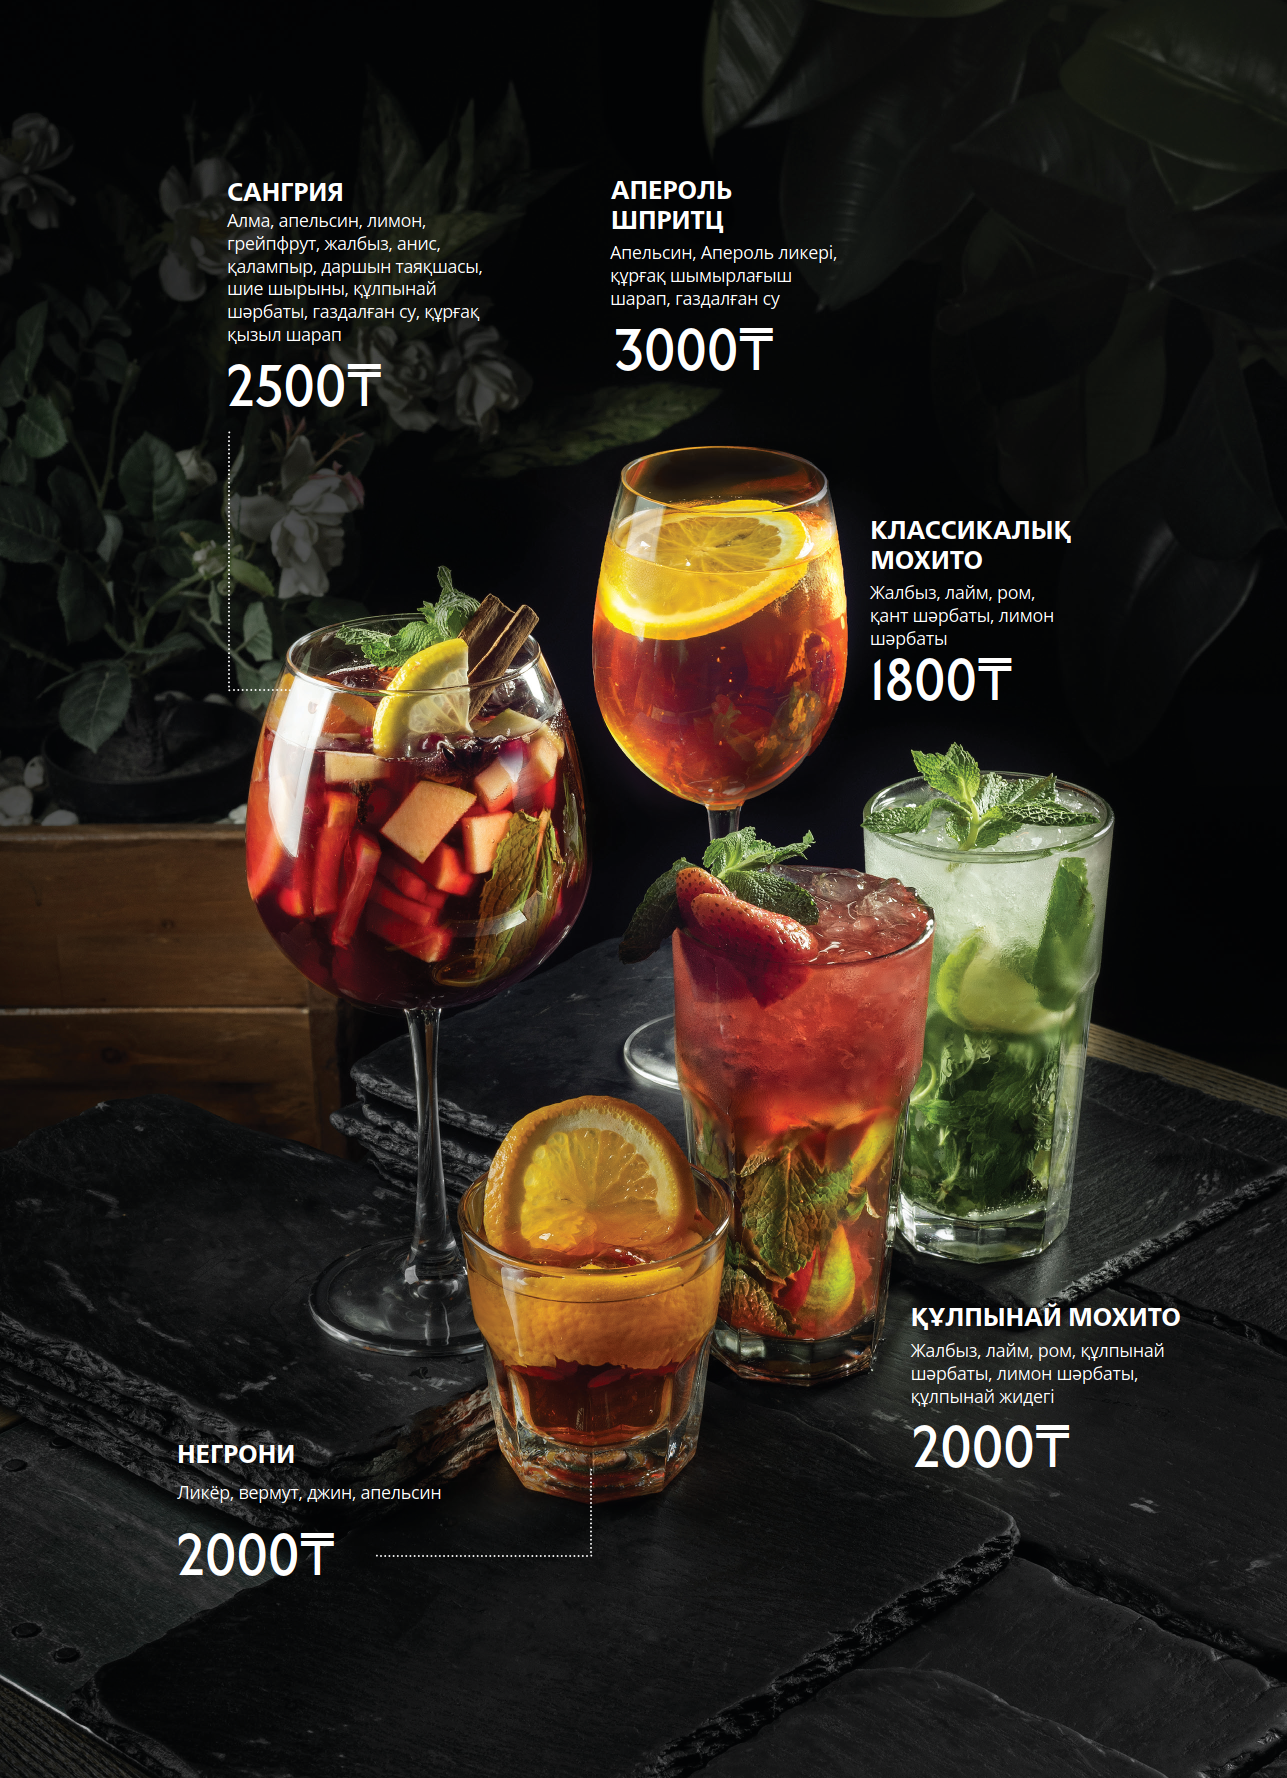 САНГРИЯ
Алма, апельсин, лимон,
грейпфрут, жалбыз, анис,
қалампыр, даршын таяқшасы,
шие шырыны, құлпынай
шәрбаты, газдалған су, құрғақ
қызыл шарап
2500₸
АПЕРОЛЬ
ШПРИТЦ
Апельсин, Апероль ликері,
құрғақ шымырлағыш
шарап, газдалған су
3000₸
КЛАССИКАЛЫҚ
МОХИТО
Жалбыз, лайм, ром,
қант шәрбаты, лимон
шәрбаты
1800₸
ҚҰЛПЫНАЙ МОХИТО
Жалбыз, лайм, ром, құлпынай
шәрбаты, лимон шәрбаты,
құлпынай жидегі
2000₸
НЕГРОНИ
Ликёр, вермут, джин, апельсин
2000₸